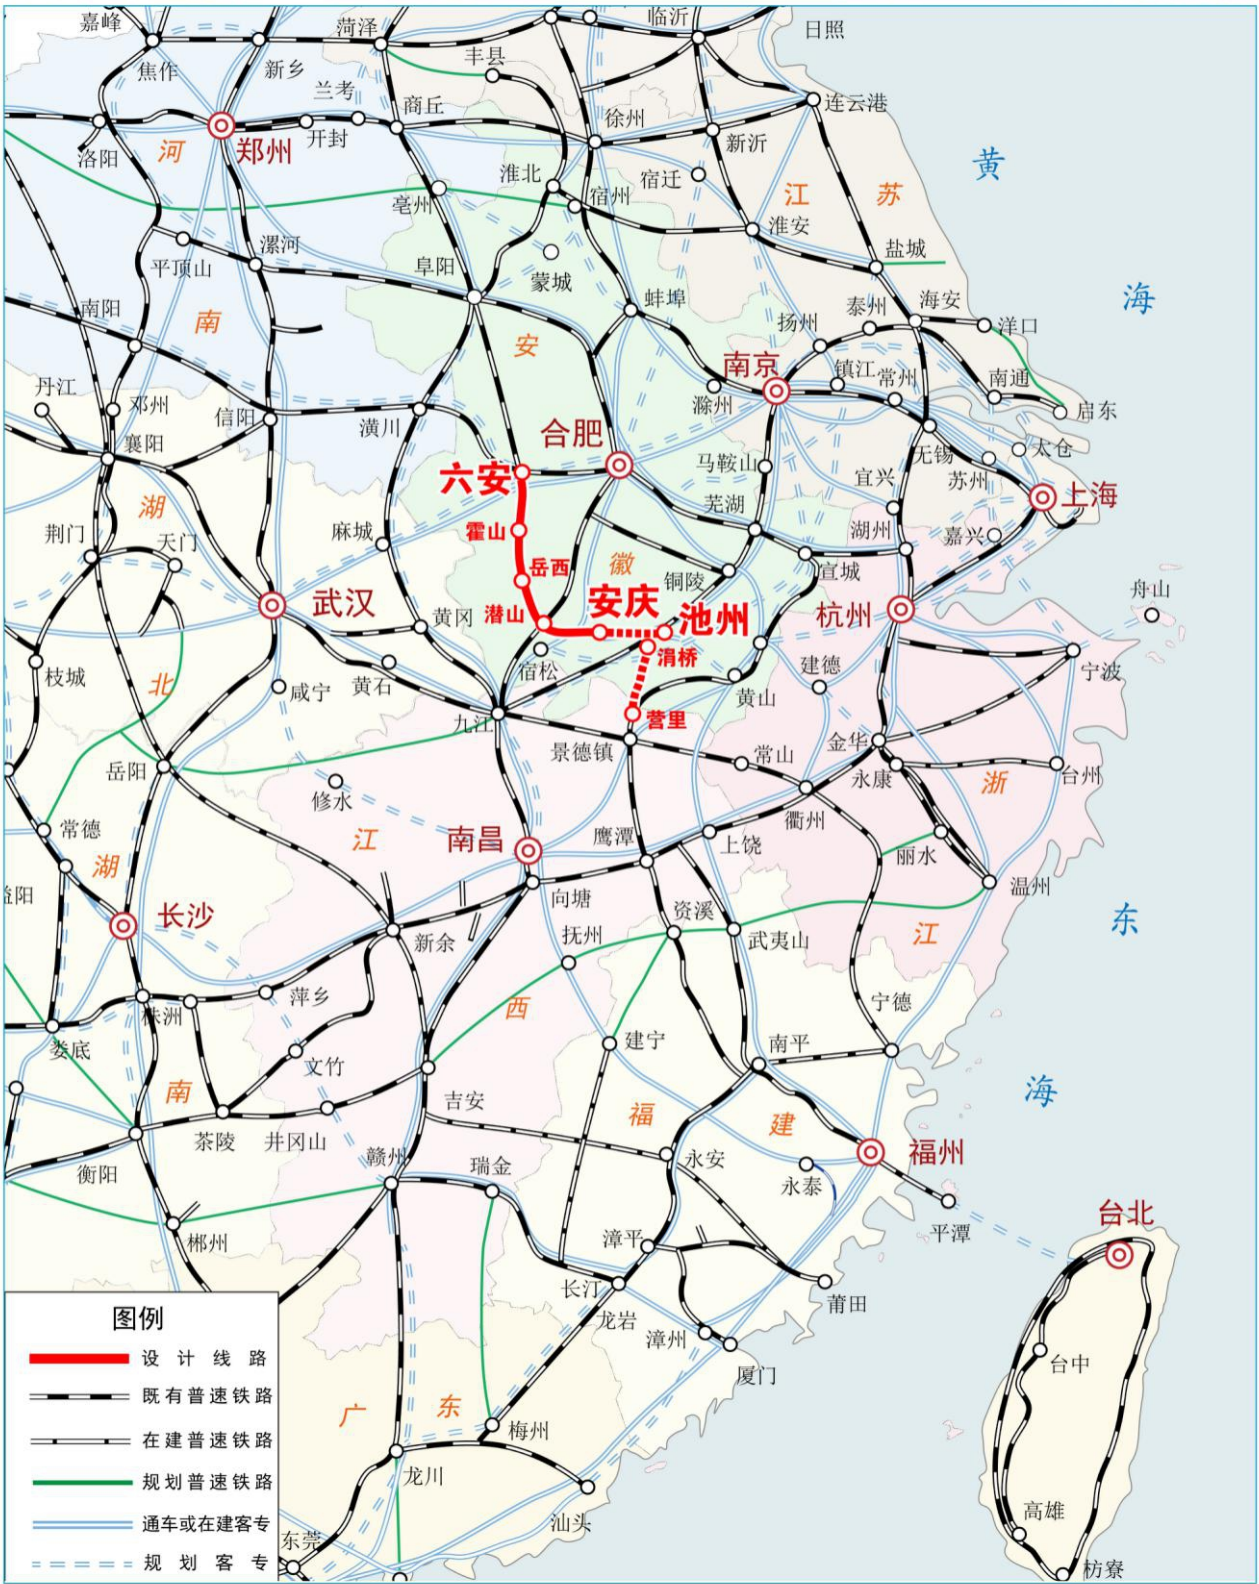 嘉峰
菏泽
临沂
日照
焦作
新乡
丰县
兰考
商丘
徐州
连云港
洛阳
河
郑州
开封
新沂
黄
淮北
宿州
宿迁
江
苏
亳州
淮安
平顶山
漯河
阜阳
蒙城
盐城
海
南阳
南
安
蚌埠
扬州
泰州
海安
洋口
丹江
邓州
信阳
潢川
南京
滁州
镇江
常州
南通
启东
襄阳
合肥
马鞍山
宜兴
无锡
苏州
太仓
上海
六安
湖
荆门
天门
麻城
霍山
岳西
徽
芜湖
湖州
嘉兴
铜陵
宣城
武汉
黄冈
潜山
安庆
池州
杭州
舟山
枝城
北
咸宁
黄石
宿松
涓桥
黄山
建德
宁波
九江
营里
景德镇
常山
金华
永康
浙
台州
岳阳
修水
常德
湖
江
南昌
鹰潭
上饶
衢州
丽水
温州
益阳
长沙
新余
向塘
抚州
资溪
武夷山
江
东
株洲
萍乡
西
宁德
娄底
文竹
建宁
南平
海
南
茶陵
井冈山
吉安
福
建
衡阳
赣州
瑞金
永安
永泰
福州
郴州
漳平
平潭
台北
长汀
龙岩
漳州
莆田
厦门
台中
广
东
梅州
龙川
汕头
东莞
高雄
枋寮
图例
设计线路
既有普速铁路
在建普速铁路
规划普速铁路
通车或在建客专
规划客专